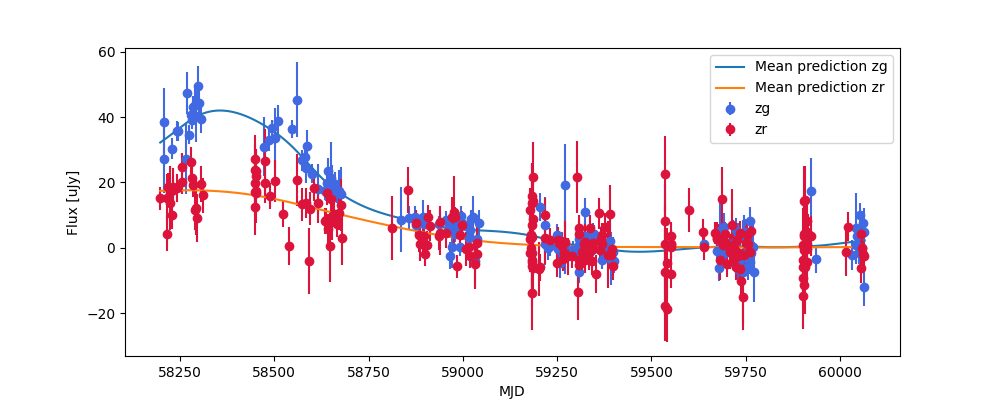 60
40
20
0
−20
Flux [uJy]
58250
58500
58750
59000
59250
59500
59750
60000
MJD
Mean prediction zg
Mean prediction zr
zg
zr